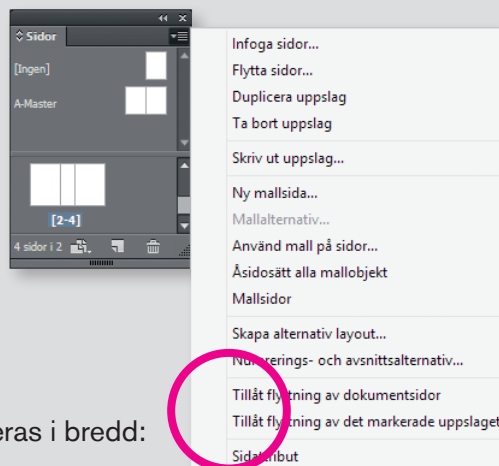 Sidor
[Ingen]
A-Master
[2-4]
4 sidor i 2
Infoga sidor...
Flytta sidor...
Duplicera uppslag
Ta bort uppslag
Skriv ut uppslag...
Ny mallsida...
Mallalternativ...
Använd mall på sidor...
Åsidosätt alla mallobjekt
Mallsidor
Skapa alternativ layout...
Numrerings- och avsnittsalternativ...
Tillåt flyttning av dokumentsidor
Tillåt flyttning av det markerade uppslaget
Sidattribut
eras i bredd: